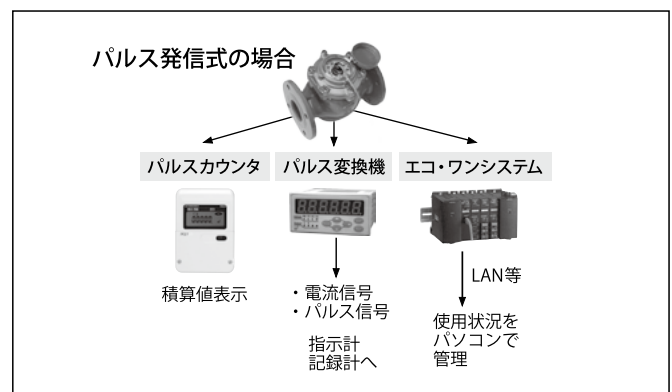 パルス発信式の場合
パルスカウンタ
パルス変換機
エコ・ワンシステム
積算値表示
・電流信号
・パルス信号
指示計
記録計へ
LAN等
使用状況を
パソコンで
管理